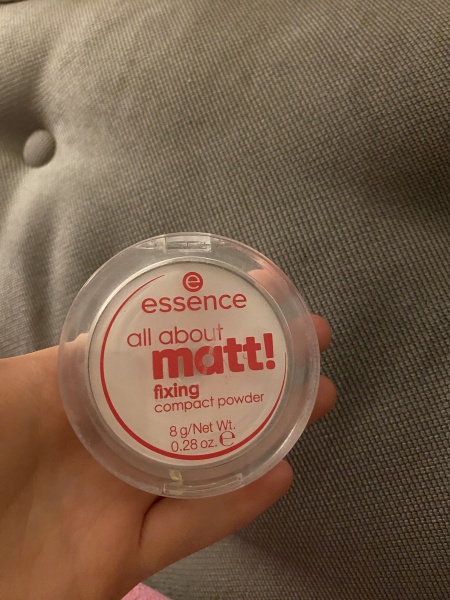 e
essence
all about
matt!
fixing
compact powder
8 g/Net Wt.
0.28 oz. ℮